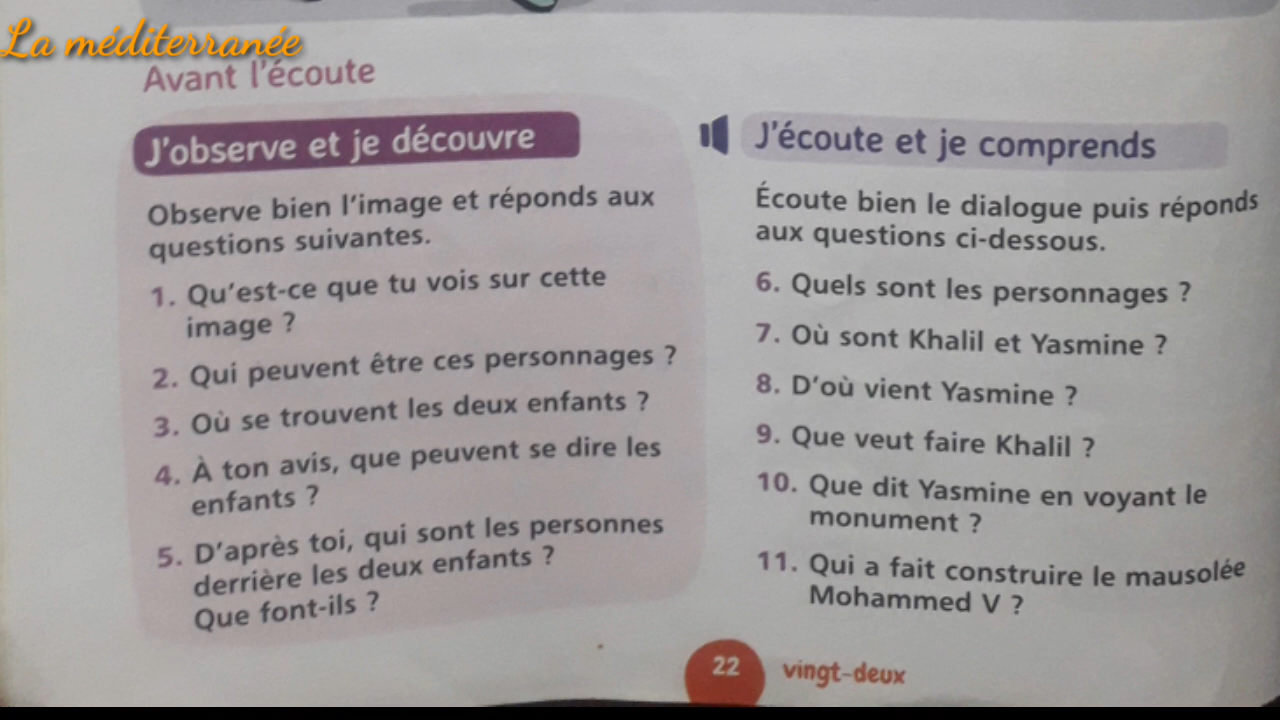 La méditerranée
Avant l'écoute
J'observe et je découvre
Observe bien l'image et réponds aux
questions suivantes.
1. Qu'est-ce que tu vois sur cette
image ?
2. Qui peuvent être ces personnages ?
3. Où se trouvent les deux enfants ?
4. À ton avis, que peuvent se dire les
enfants ?
5. D'après toi, qui sont les personnes
derrière les deux enfants ?
Que font-ils ?
J'écoute et je comprends
Écoute bien le dialogue puis réponds
aux questions ci-dessous.
6. Quels sont les personnages ?
7. Où sont Khalil et Yasmine ?
8. D'où vient Yasmine ?
9. Que veut faire Khalil ?
10. Que dit Yasmine en voyant le
monument ?
11. Qui a fait construire le mausolée
Mohammed V ?
22 vingt-deux